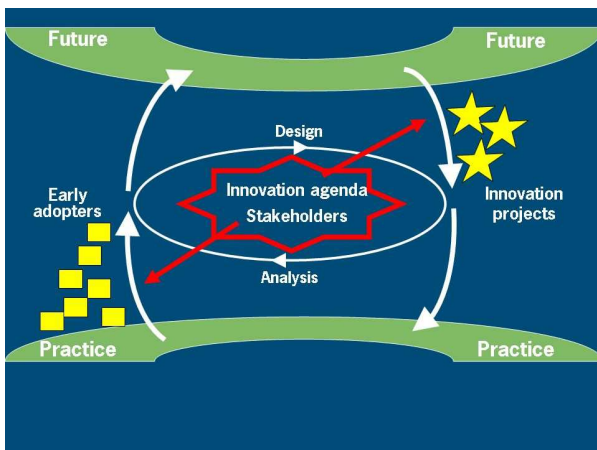 Future
Future
Design
Innovation agenda
Stakeholders
Early
adopters
Innovation
projects
Analysis
Practice
Practice